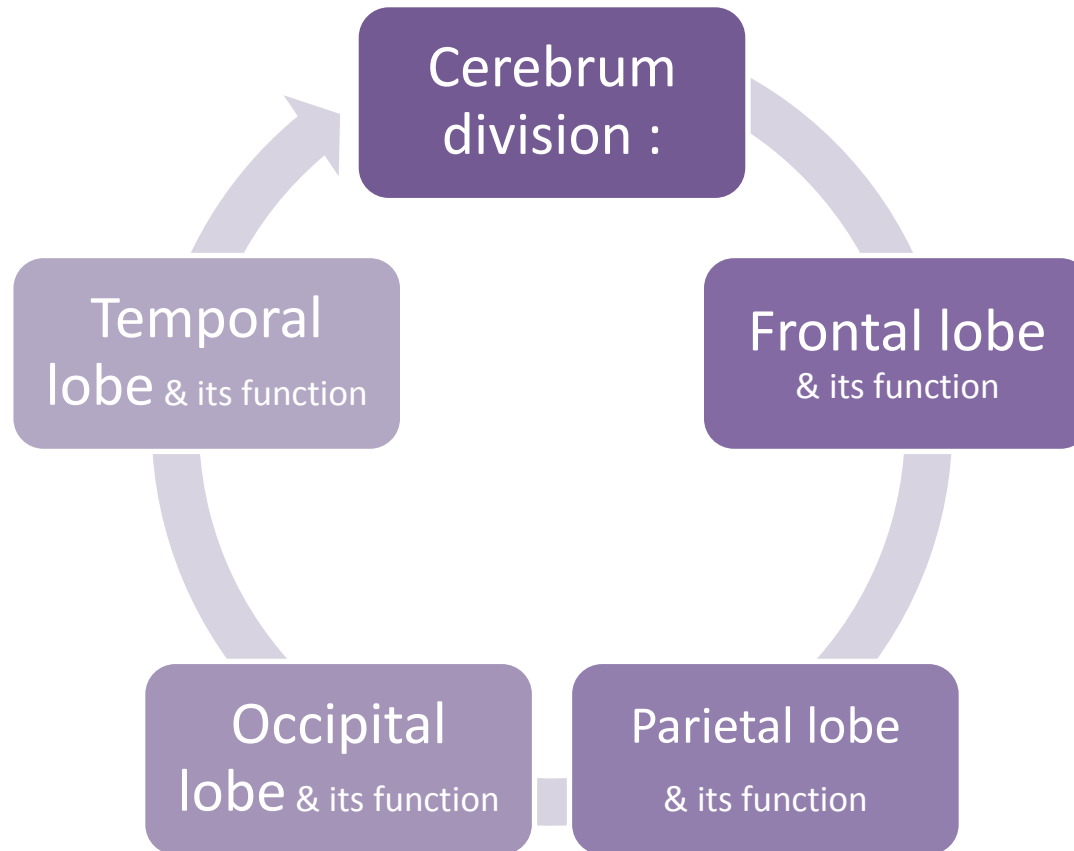 Cerebrum
division :
Frontal lobe
& its function
Parietal lobe
& its function
Occipital
lobe & its function
Temporal
lobe & its function